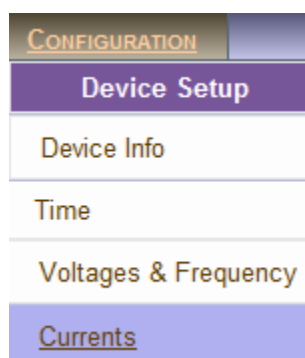 CONFIGURATION
Device Setup
Device Info
Time
Voltages & Frequency
Currents